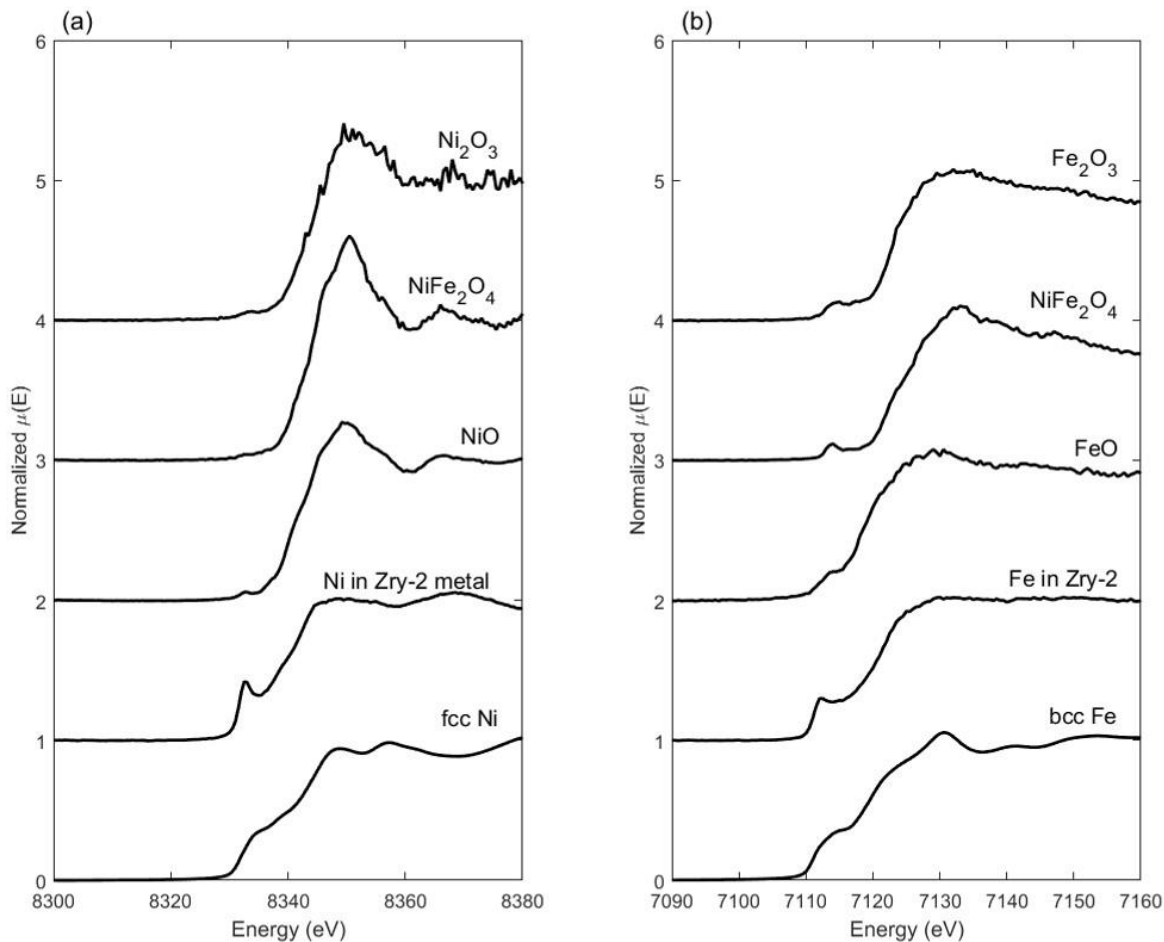 (a)
6
5
4
3
2
1
0
Normalized μ(E)
Ni2O3
NiFe2O4
NiO
Ni in Zry-2 metal
fcc Ni
8300 8320 8340 8360 8380
Energy (eV)
(b)
6
5
4
3
2
1
0
Normalized μ(E)
Fe2O3
NiFe2O4
FeO
Fe in Zry-2
bcc Fe
7090 7100 7110 7120 7130 7140 7150 7160
Energy (eV)